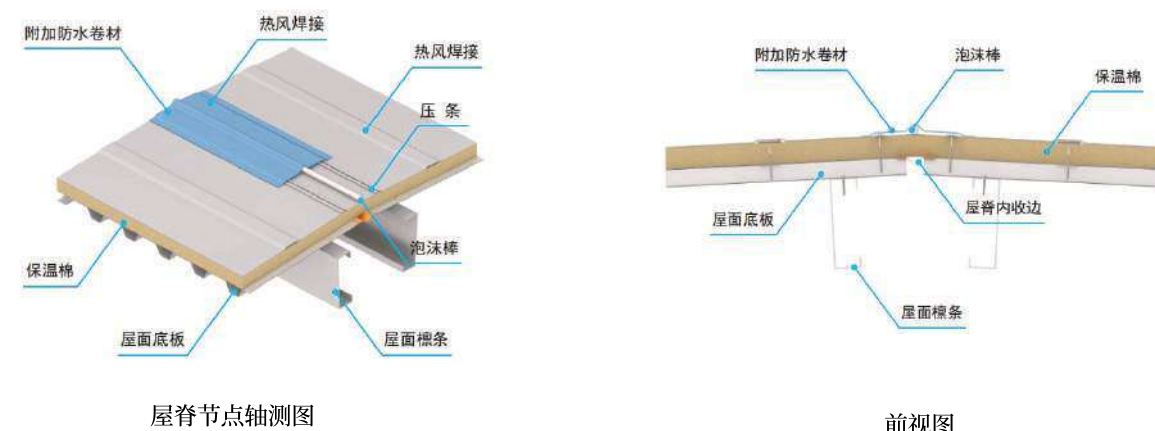 附加防水卷材
热风焊接
热风焊接
压 条
泡沫棒
保温棉
屋面底板
屋面檩条
屋脊节点轴测图
附加防水卷材
泡沫棒
保温棉
屋面底板
屋脊内收边
屋面檩条
前视图